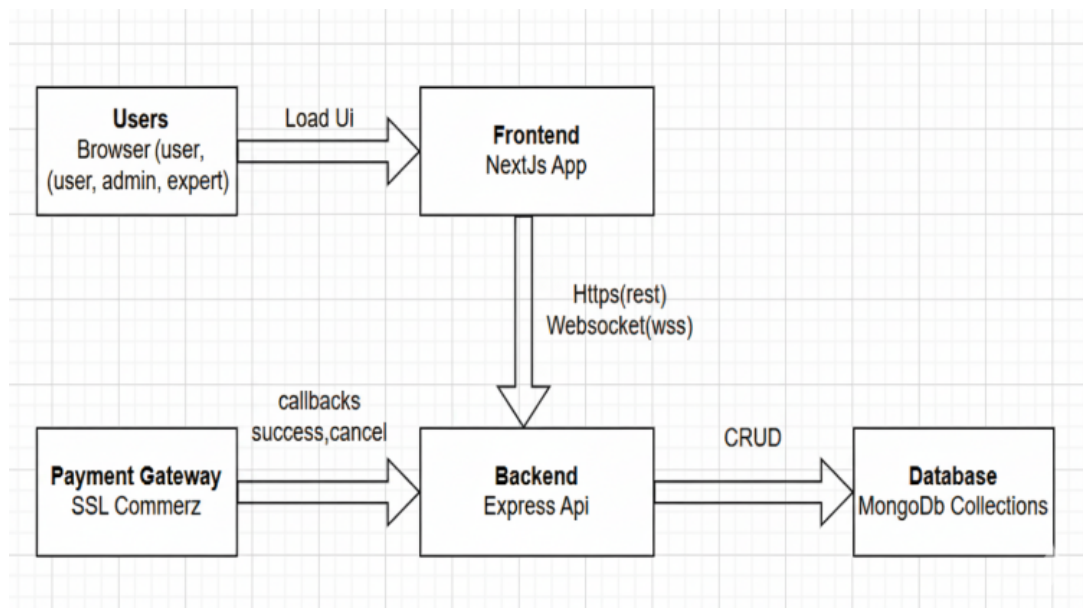 Users
Browser (user,
(user, admin, expert)
Load Ui
Frontend
NextJs App
Https(rest)
Websocket(wss)
callbacks
success,cancel
Payment Gateway
SSL Commerz
Backend
Express Api
CRUD
Database
MongoDb Collections